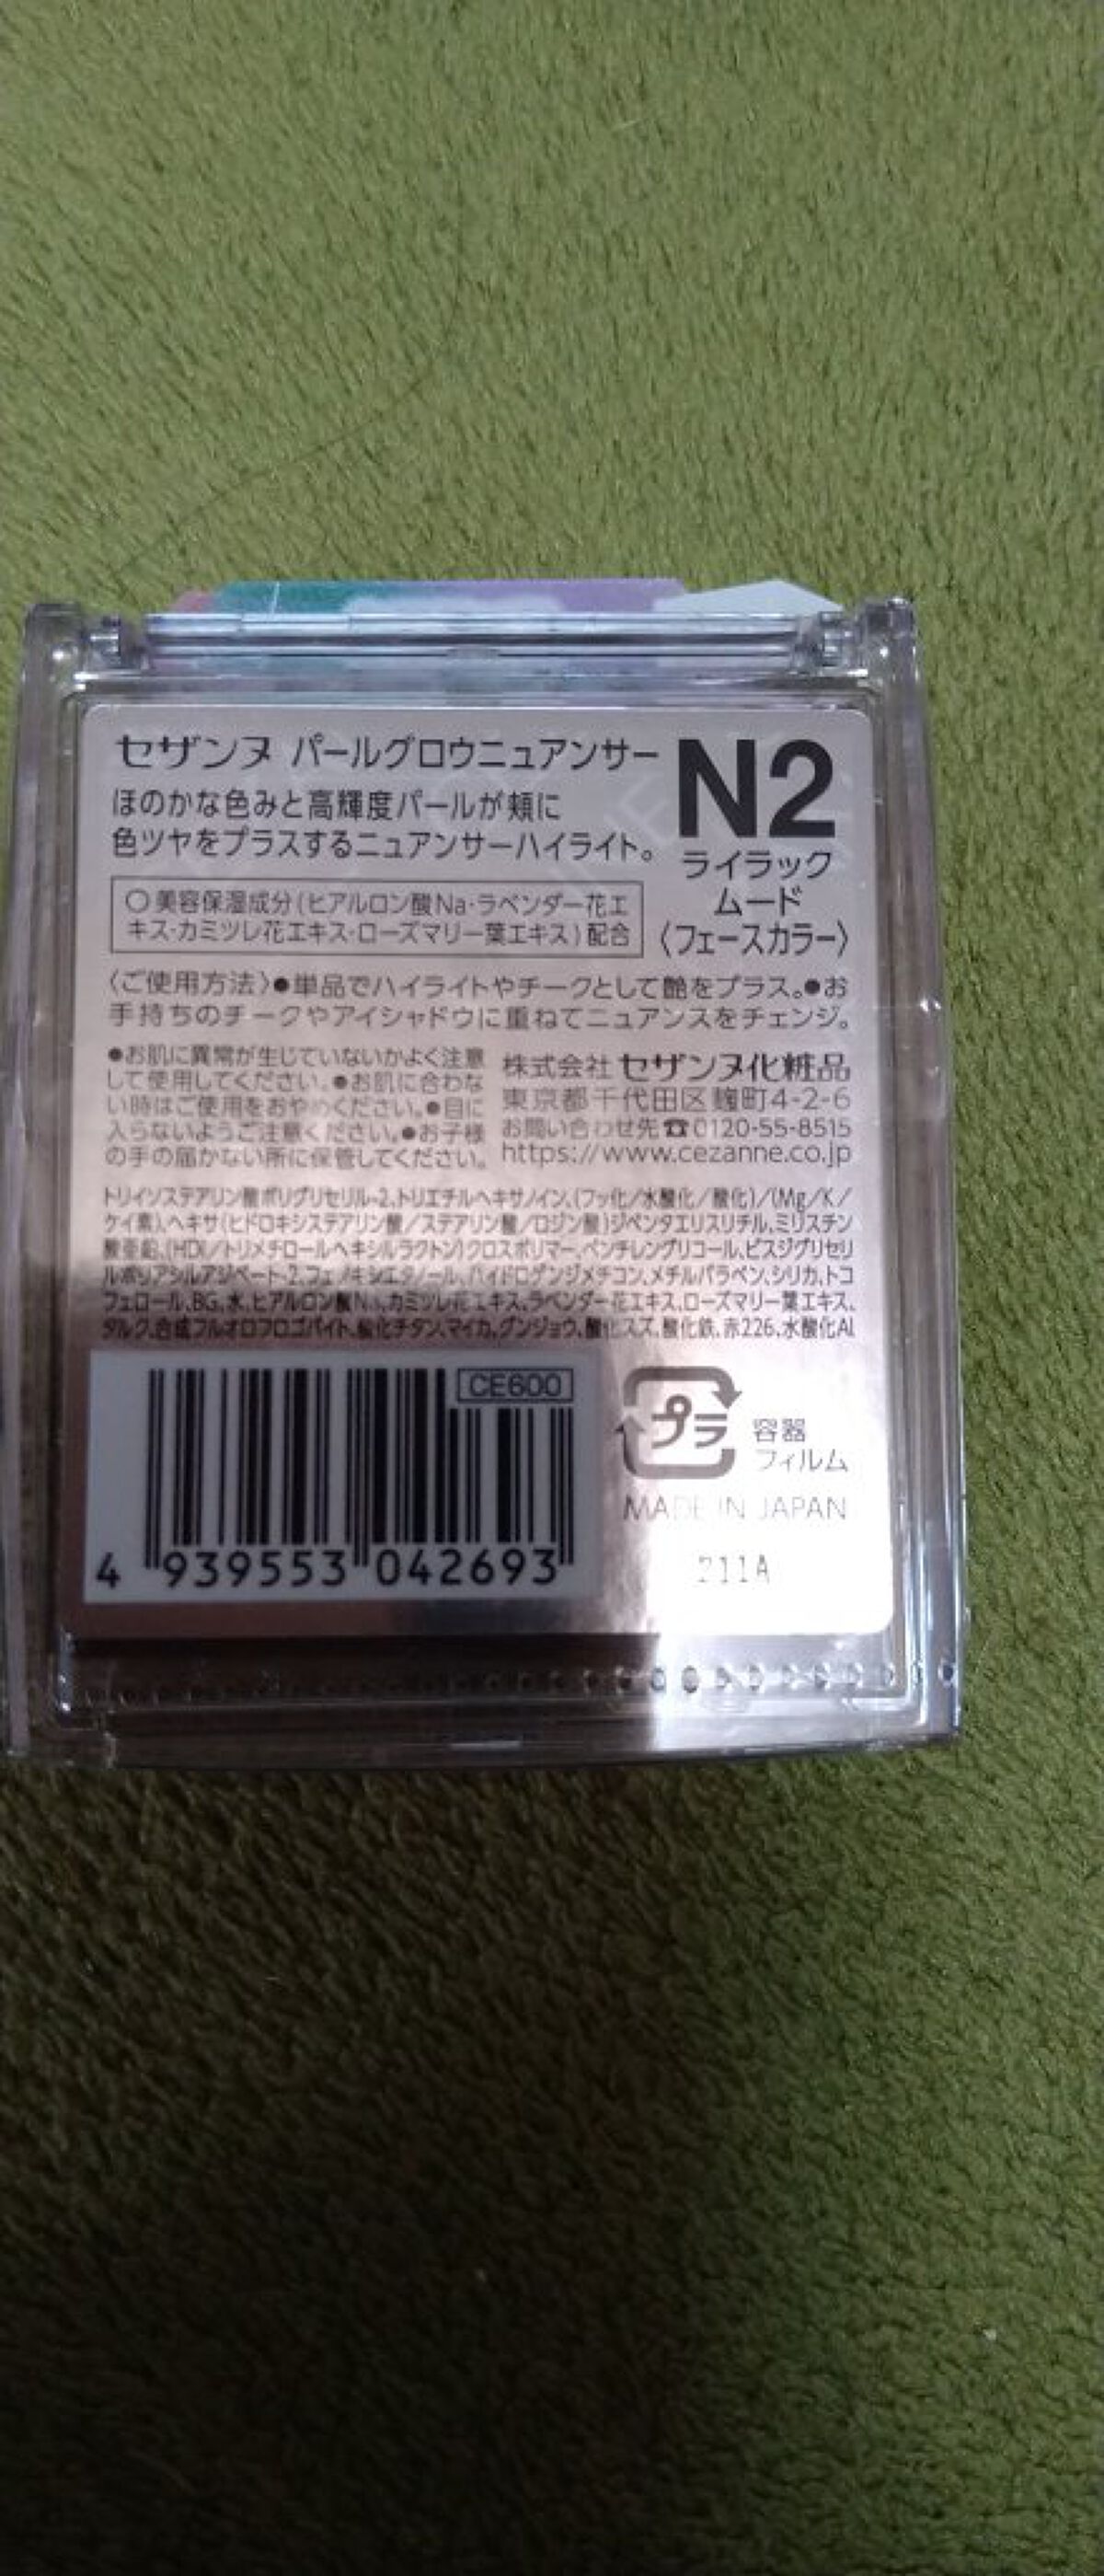 セザンヌ パールグロウニュアンサー
N2
ライラック
ムード
〈フェースカラー〉
ほのかな色みと高輝度パールが頬に
色ツヤをプラスするニュアンサーハイライト。
○美容保湿成分(ヒアルロン酸Na・ラベンダー花エ
キス・カミツレ花エキス・ローズマリー葉エキス)配合
〈ご使用方法〉●単品でハイライトやチークとして艶をプラス。●お
手持ちのチークやアイシャドウに重ねてニュアンスをチェンジ。
●お肌に異常が生じていないかよく注意
して使用してください。●お肌に合わな
い時はご使用をおやめください。●目に
入らないようご注意ください。●お子様
の手の届かない所に保管してください。
株式会社 セザンヌ化粧品
東京都千代田区麹町4-2-6
お問い合わせ先☎0120-55-8515
https://www.cezanne.co.jp
トリイソステアリン酸ポリグリセリル-2、トリエチルヘキサノイン、(フッ化/水酸化/酸化)/(Mg/K/
ケイ素)、ヘキサ(ヒドロキシステアリン酸/ステアリン酸/ロジン酸)ジペンタエリスリチル、ミリスチン
酸亜鉛、(HDI/トリメチロールヘキシルラクトン)クロスポリマー、ペンチレングリコール、ビスジグリセリ
ルポリアシルアジペート-2、フェノキシエタノール、ハイドロゲンジメチコン、メチルパラベン、シリカ、トコ
フェロール、BG、水、ヒアルロン酸Na、カミツレ花エキス、ラベンダー花エキス、ローズマリー葉エキス、
タルク、合成フルオロフロゴパイト、酸化チタン、マイカ、グンジョウ、酸化スズ、酸化鉄、赤226、水酸化Al
CE600
4 939553 042693
プラ
容器
フィルム
MADE IN JAPAN
211A